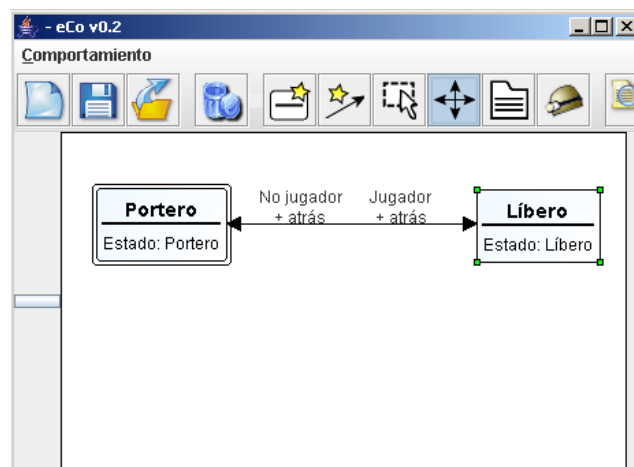 - eCo v0.2
Comportamiento
No jugador
+ atrás
Jugador
+ atrás
Portero
Estado: Portero
Líbero
Estado: Líbero